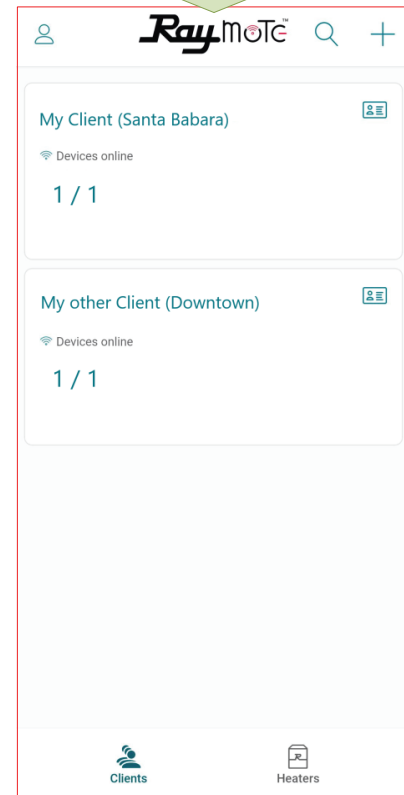 Raymote™
My Client (Santa Babara)
Devices online
1 / 1
My other Client (Downtown)
Devices online
1 / 1
Clients
R
Heaters